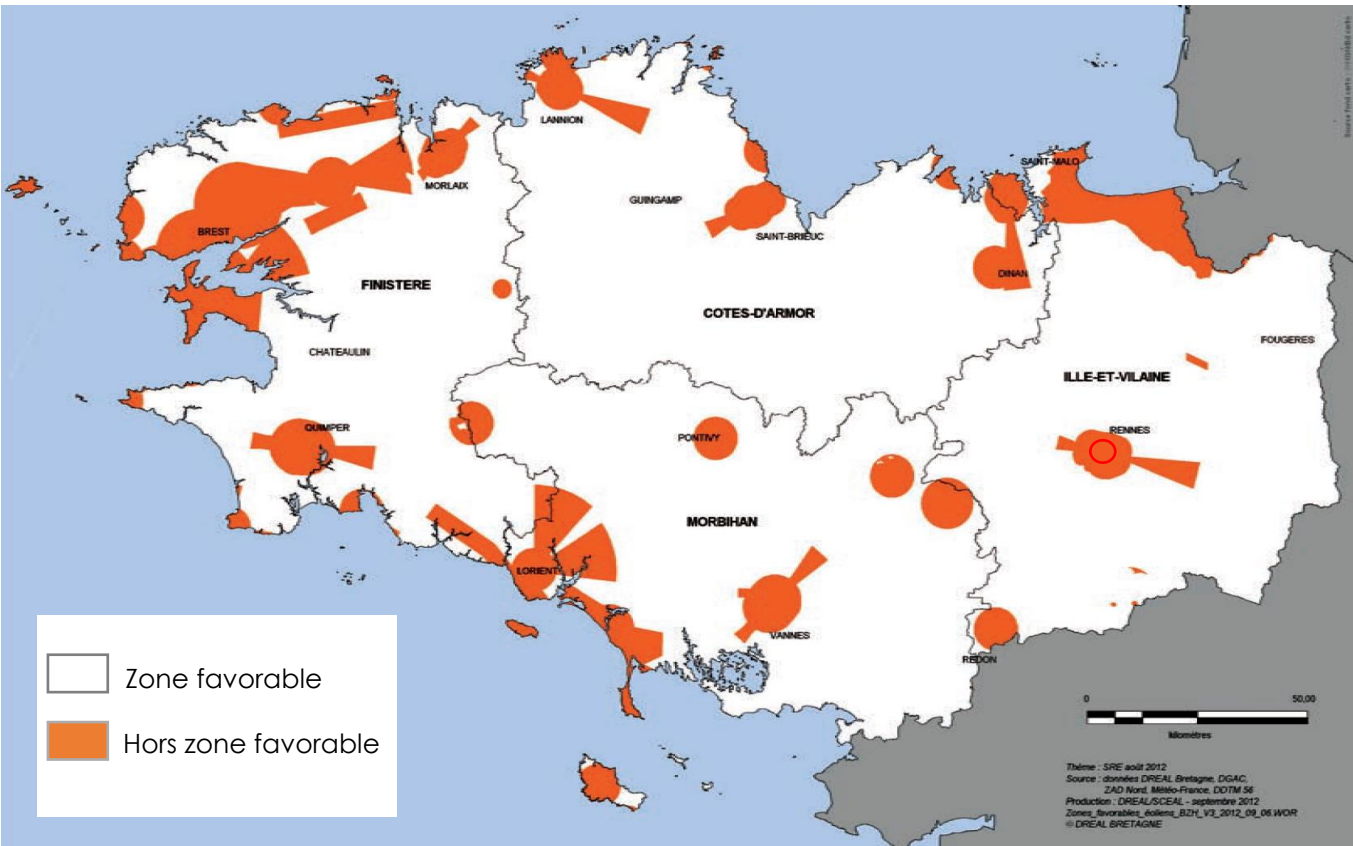 SAINT-MALO
LANNION
MORLAIX
GUINGAMP
BREST
SAINT-BRIEUC
DINAN
FINISTERE
COTES-D'ARMOR
FOUGERES
CHATEAULIN
ILLE-ET-VILAINE
QUIMPER
PONTIVY
RENNES
MORBIHAN
LORIENT
VANNES
REDON
Zone favorable
Hors zone favorable
0 50,00
kilomètres
Thème : SRE août 2012
Source : données DREAL Bretagne, DGAC,
ZAD Nord, Météo-France, DDTM 56
Production : DREAL/SCEAL - septembre 2012
Zones_favorables_éoliens_BZH_V3_2012_09_06.WOR
© DREAL BRETAGNE